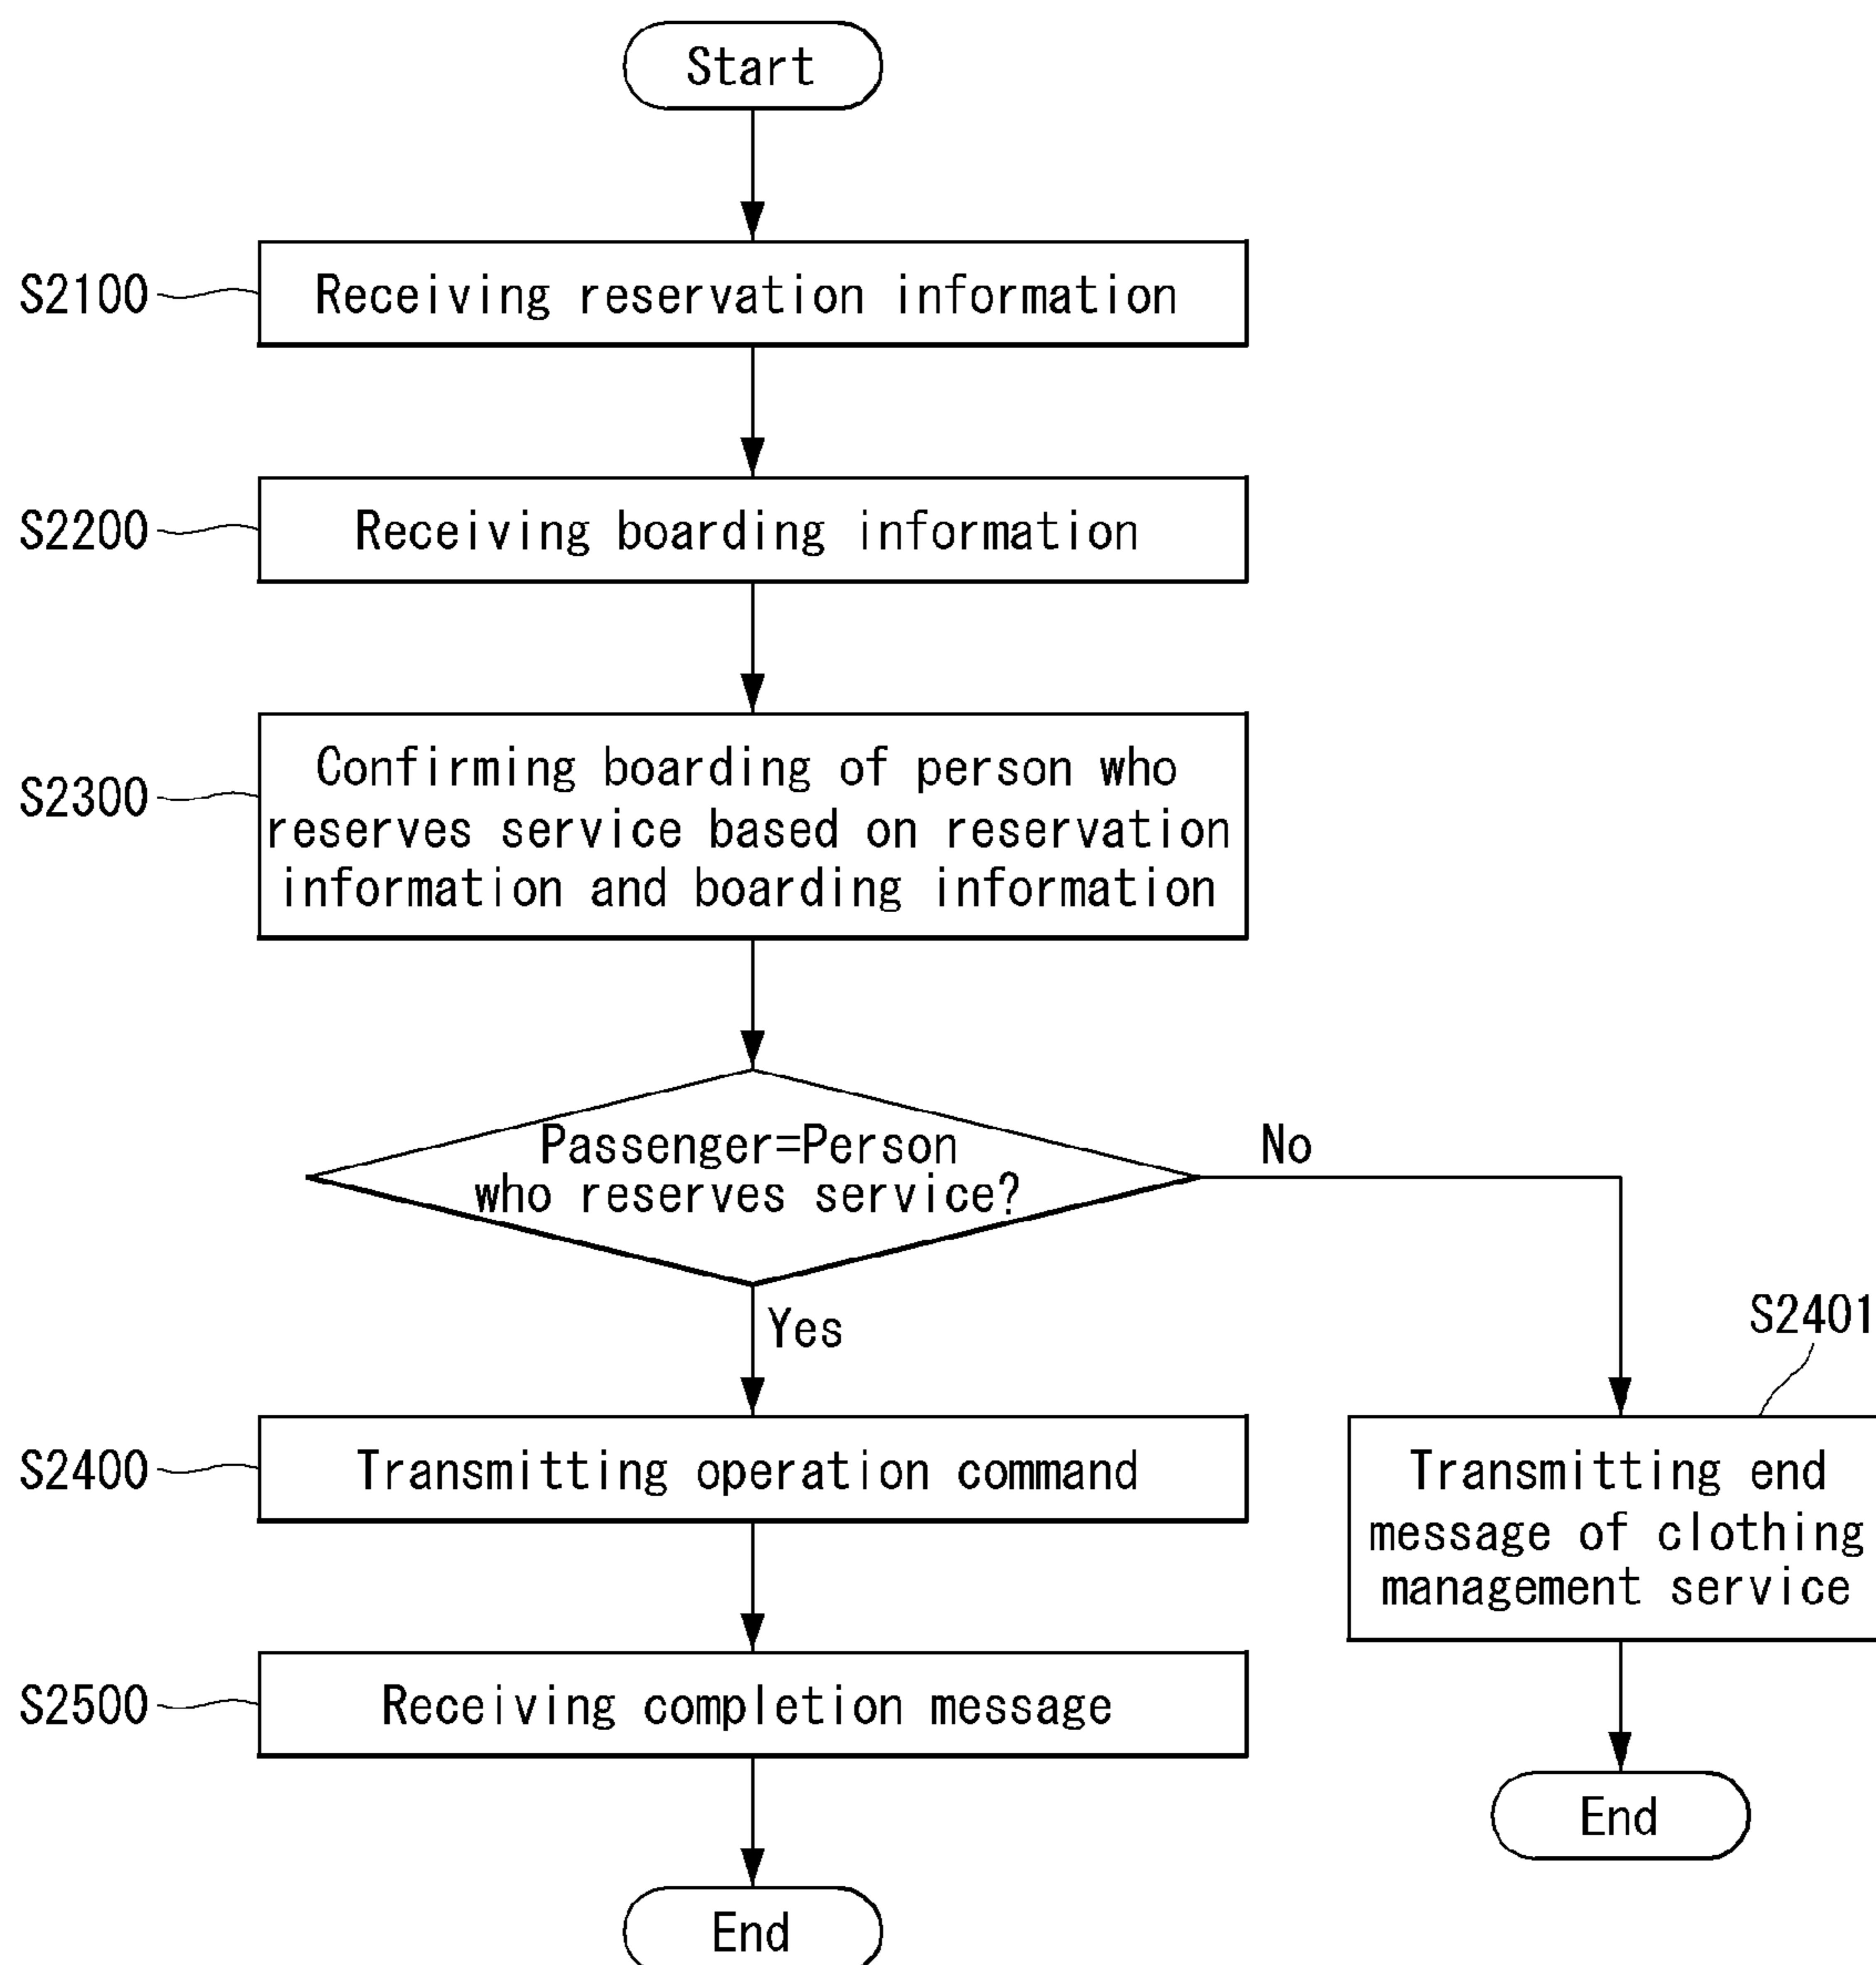 Start
S2100
Receiving reservation information
S2200
Receiving boarding information
S2300
Confirming boarding of person who
reserves service based on reservation
information and boarding information
Passenger=Person
who reserves service?
No
Yes
S2401
S2400
Transmitting operation command
Transmitting end
message of clothing
management service
S2500
Receiving completion message
End
End